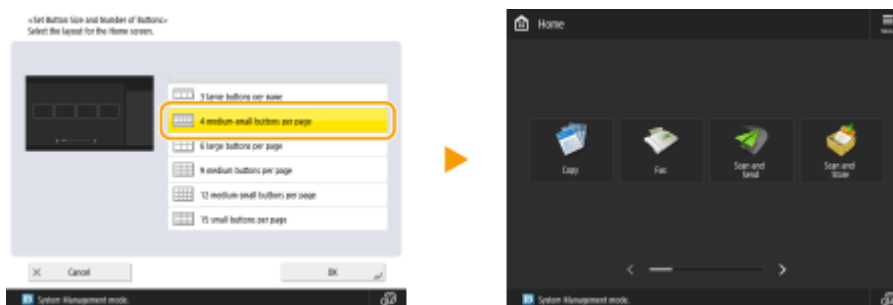 <Set Button Size and Number of Buttons>
Select the layout for the Home screen.
3 large buttons per page
4 medium-small buttons per page
6 large buttons per page
9 medium buttons per page
12 medium-small buttons per page
15 small buttons per page
Cancel
OK
System Management mode.
Home
Copy
Fax
Scan and
Send
Scan and
Store
System Management mode.